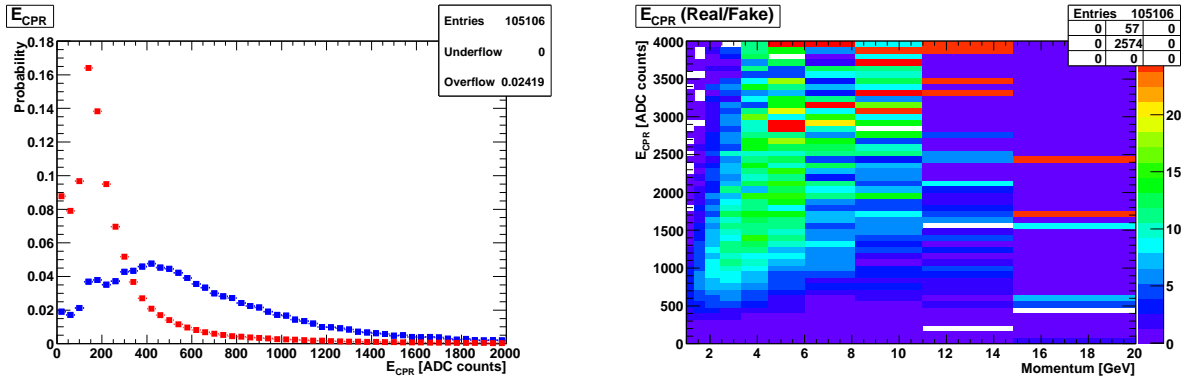 E_CPR
Entries 105106
Underflow 0
Overflow 0.02419
Probability
0.18
0.16
0.14
0.12
0.1
0.08
0.06
0.04
0.02
0
0 200 400 600 800 1000 1200 1400 1600 1800 2000
E_CPR [ADC counts]
E_CPR (Real/Fake)
Entries 105106
0 57 0
0 2574 0
0 0 0
E_CPR [ADC counts]
4000
3500
3000
2500
2000
1500
1000
500
0
2 4 6 8 10 12 14 16 18 20
Momentum [GeV]
20
15
10
5
0